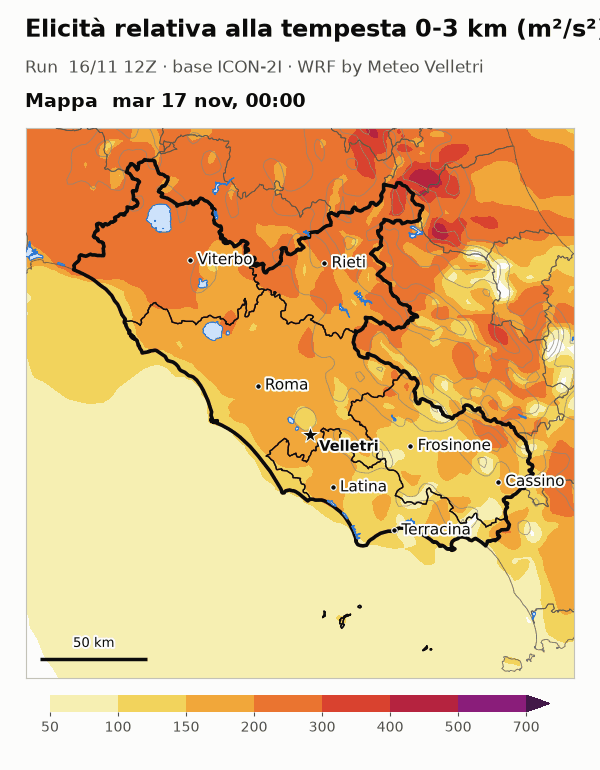 Elicità relativa alla tempesta 0-3 km (m²/s²)
Run 16/11 12Z · base ICON-2I · WRF by Meteo Velletri
Mappa mar 17 nov, 00:00
Viterbo
Rieti
Roma
Velletri
Frosinone
Cassino
Latina
Terracina
50 km
50 100 150 200 300 400 500 700